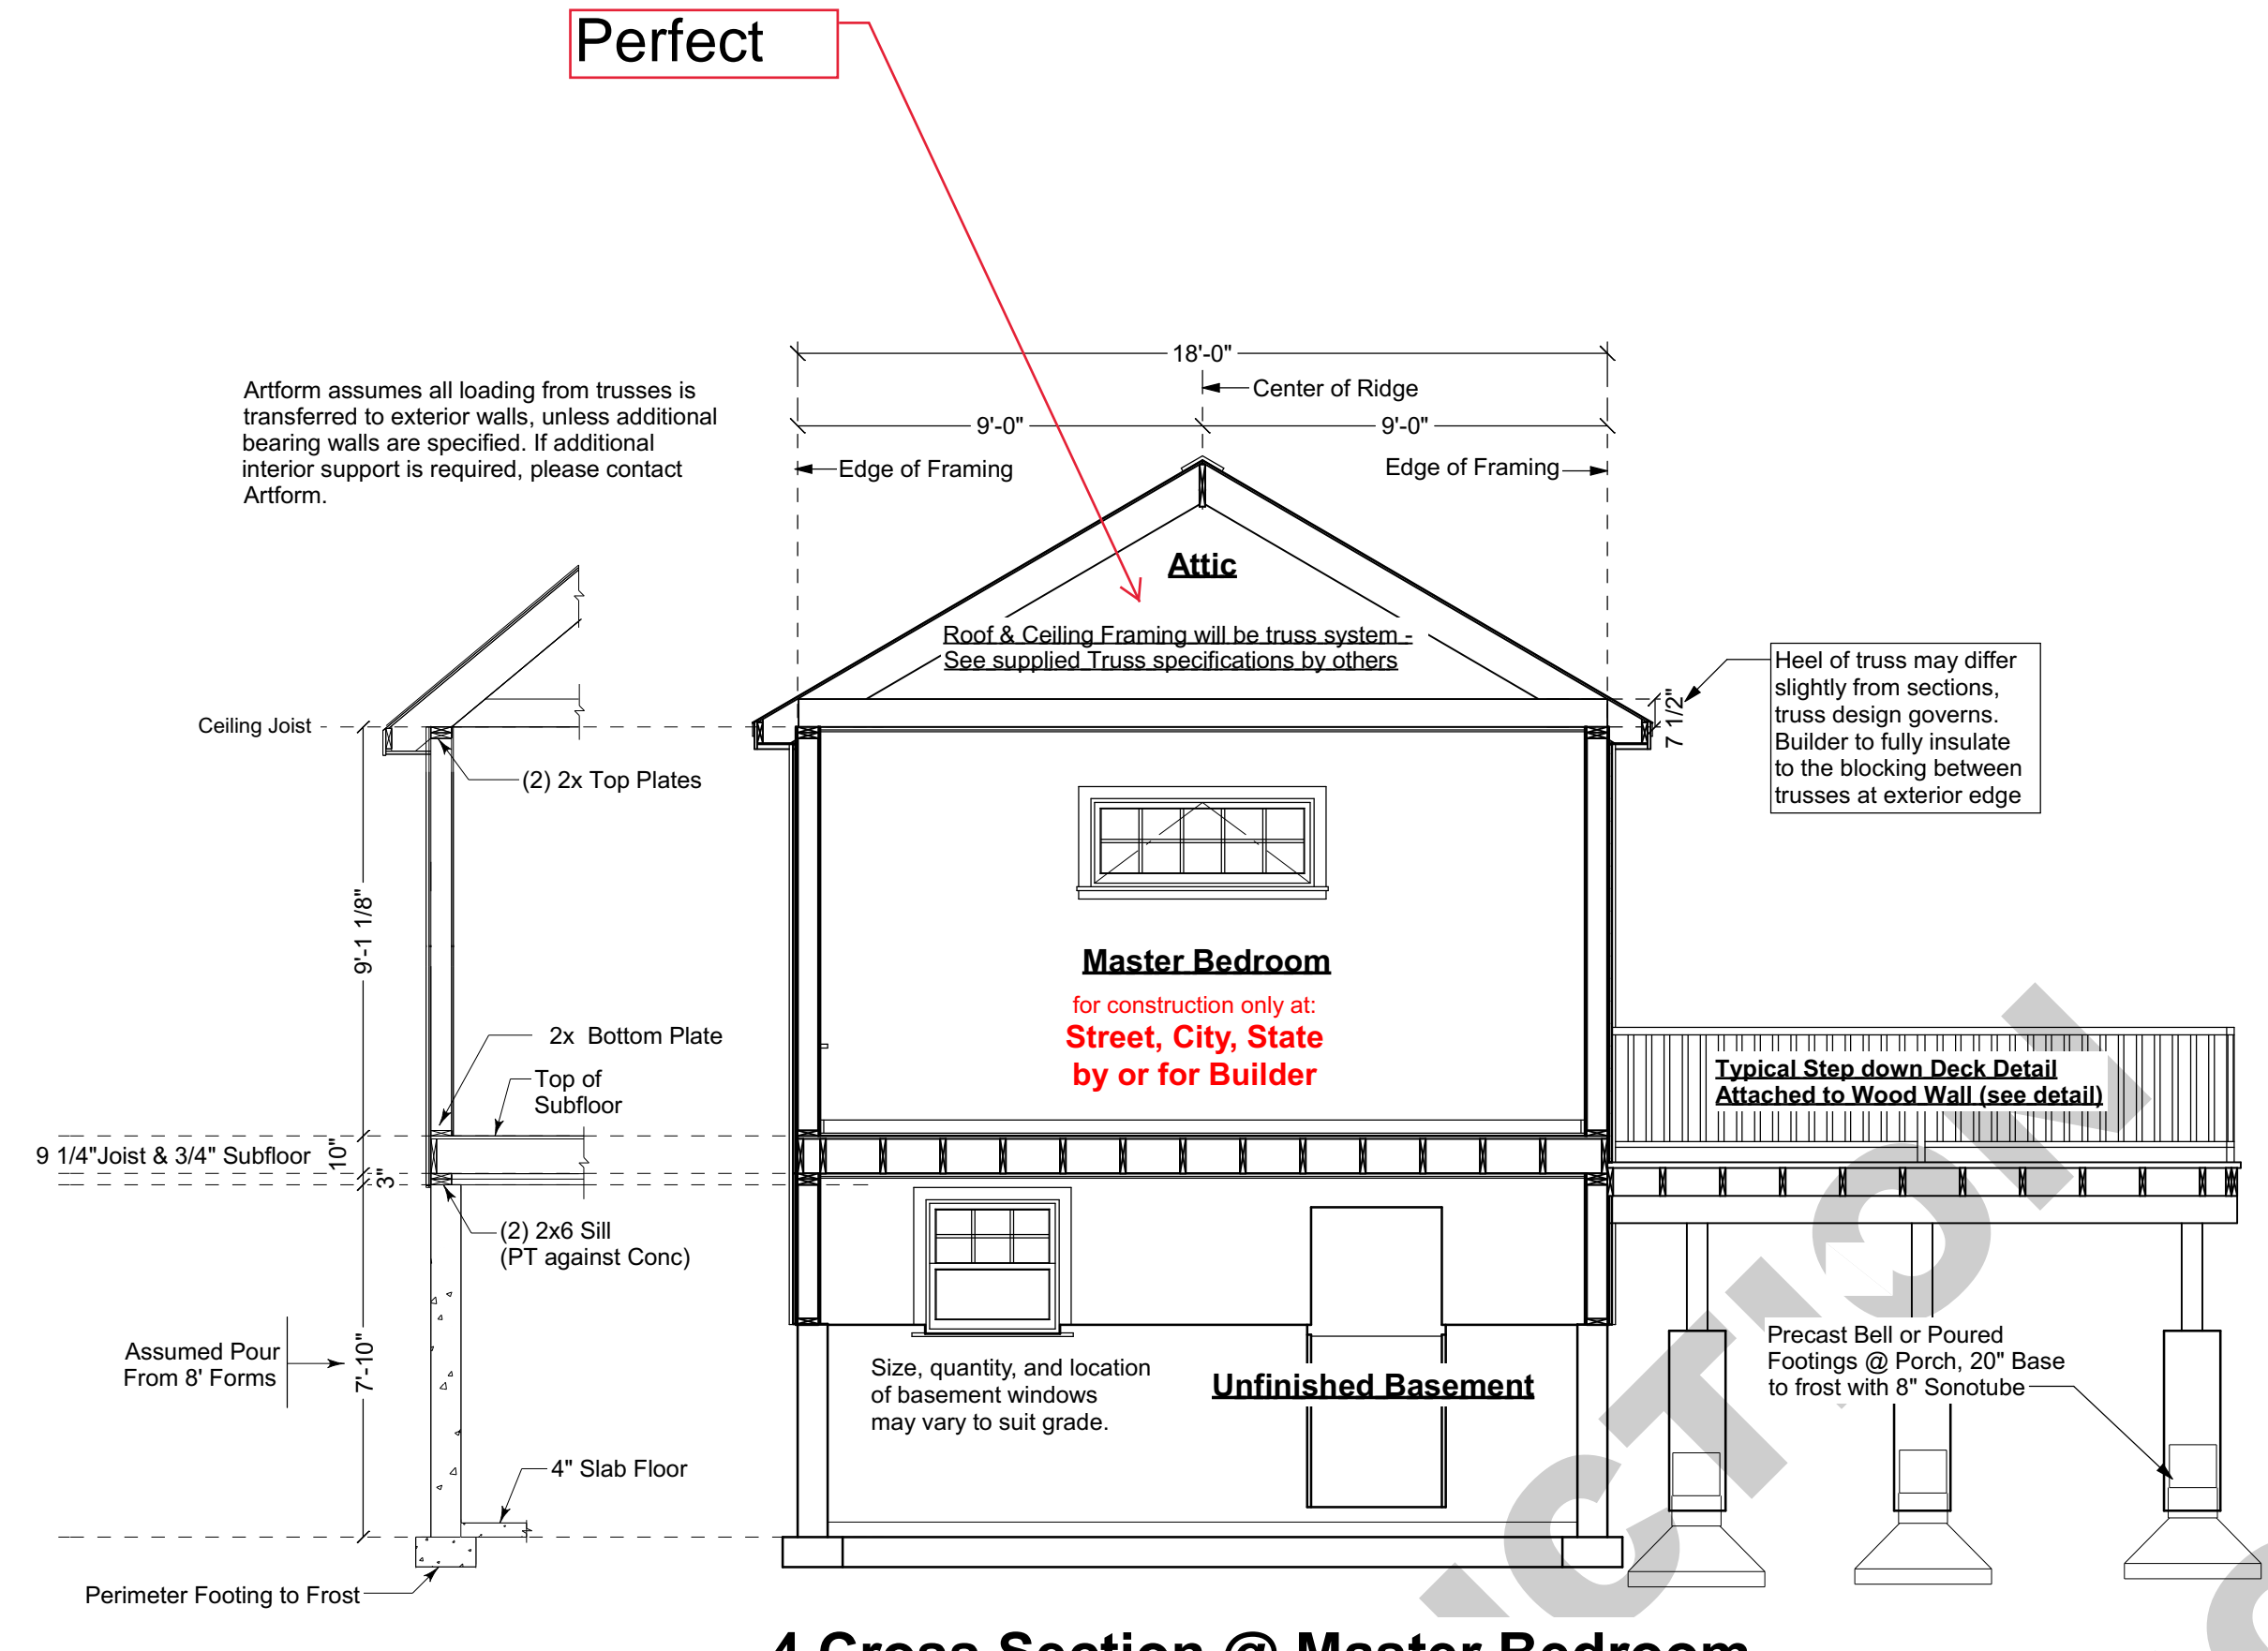 Perfect
18'-0"
Center of Ridge
9'-0"
9'-0"
Edge of Framing
Edge of Framing
Artform assumes all loading from trusses is
transferred to exterior walls, unless additional
bearing walls are specified. If additional
interior support is required, please contact
Artform.
Attic
Roof & Ceiling Framing will be truss system -
See supplied Truss specifications by others
Heel of truss may differ
slightly from sections,
truss design governs.
Builder to fully insulate
to the blocking between
trusses at exterior edge
7 1/2"
Ceiling Joist
(2) 2x Top Plates
9'-1 1/8"
Master Bedroom
for construction only at:
Street, City, State
by or for Builder
2x Bottom Plate
Top of
Subfloor
Typical Step down Deck Detail
Attached to Wood Wall (see detail)
9 1/4"Joist & 3/4" Subfloor
10"
3"
(2) 2x6 Sill
(PT against Conc)
Assumed Pour
From 8' Forms
7'-10"
Size, quantity, and location
of basement windows
may vary to suit grade.
Unfinished Basement
Precast Bell or Poured
Footings @ Porch, 20" Base
to frost with 8" Sonotube
4" Slab Floor
Perimeter Footing to Frost
4 Cross Section @ Master Bedroom
CTION